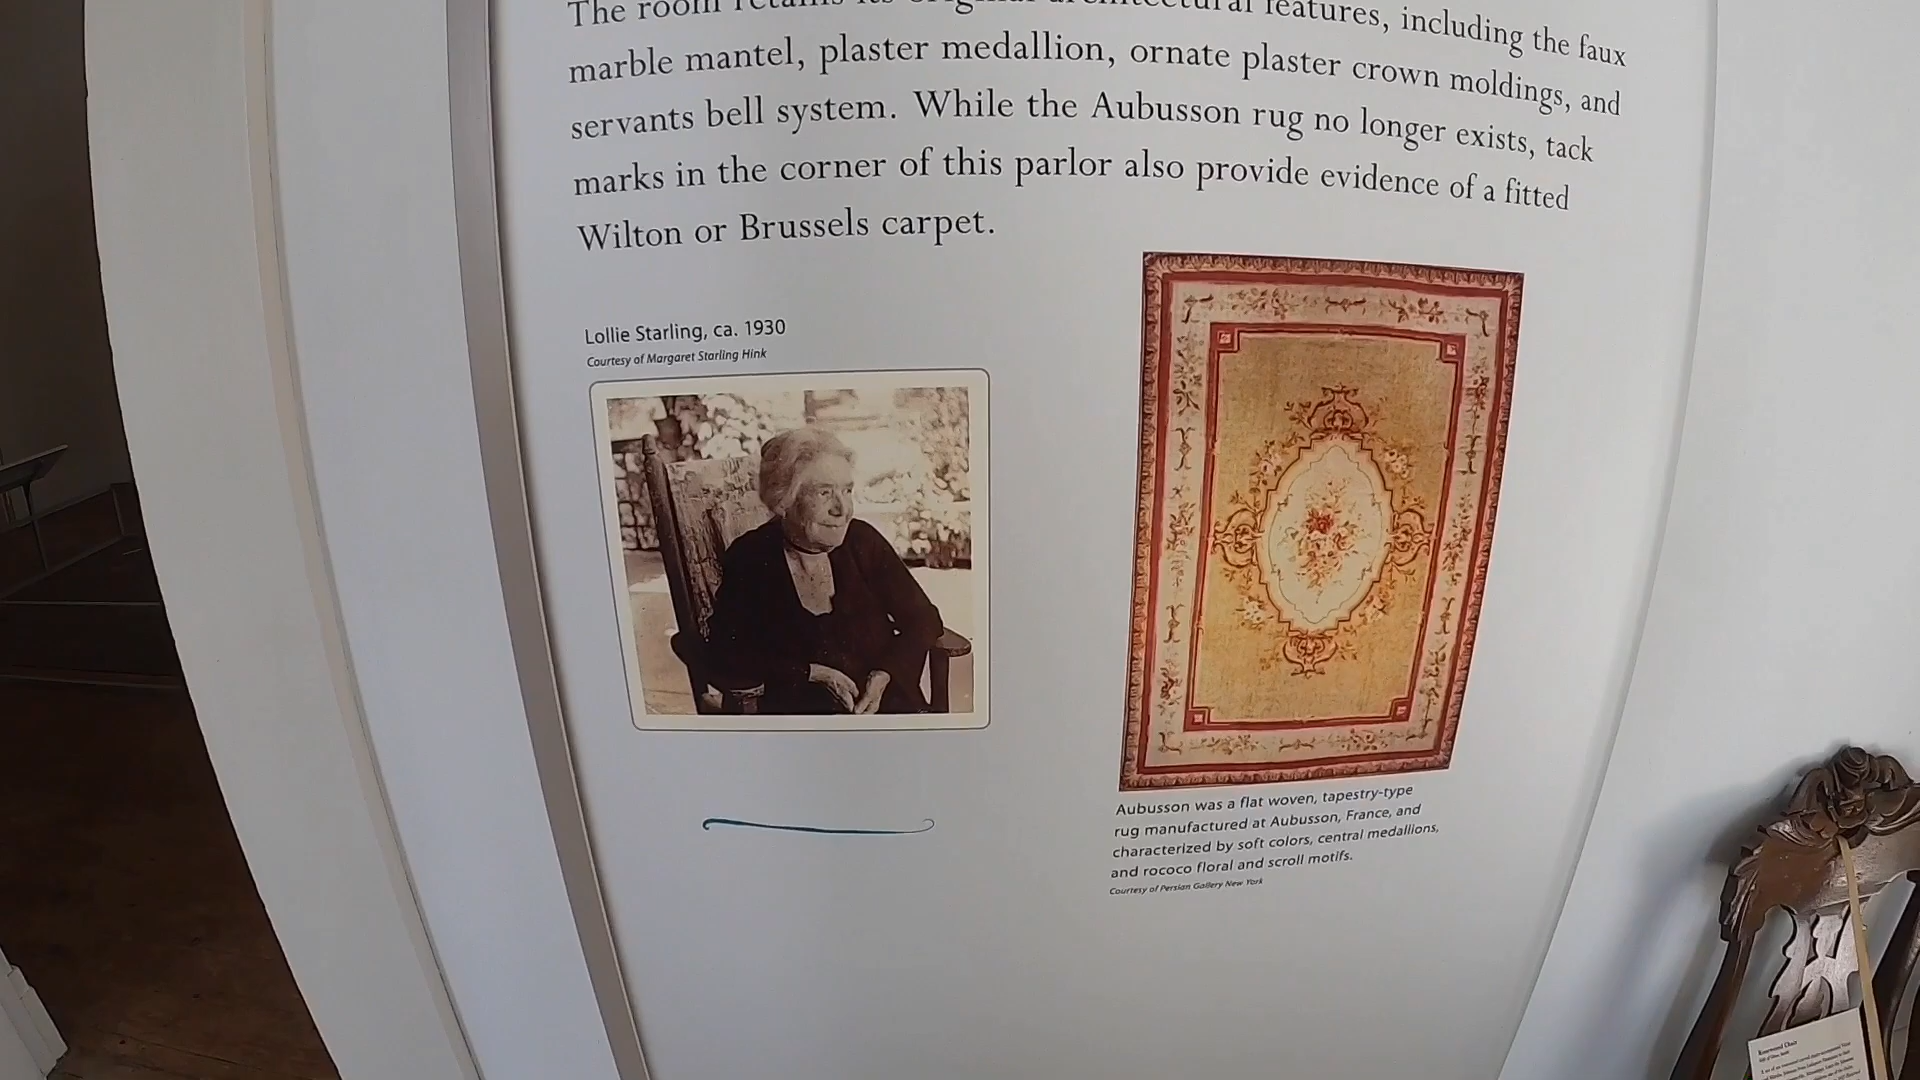 The room retains its original architectural features, including the faux
marble mantel, plaster medallion, ornate plaster crown moldings, and
servants bell system. While the Aubusson rug no longer exists, tack
marks in the corner of this parlor also provide evidence of a fitted
Wilton or Brussels carpet.
Lollie Starling, ca. 1930
Courtesy of Margaret Starling Hink
Aubusson was a flat woven, tapestry-type
rug manufactured at Aubusson, France, and
characterized by soft colors, central medallions,
and rococo floral and scroll motifs.
Courtesy of Persian Gallery New York
Rosewood Chair